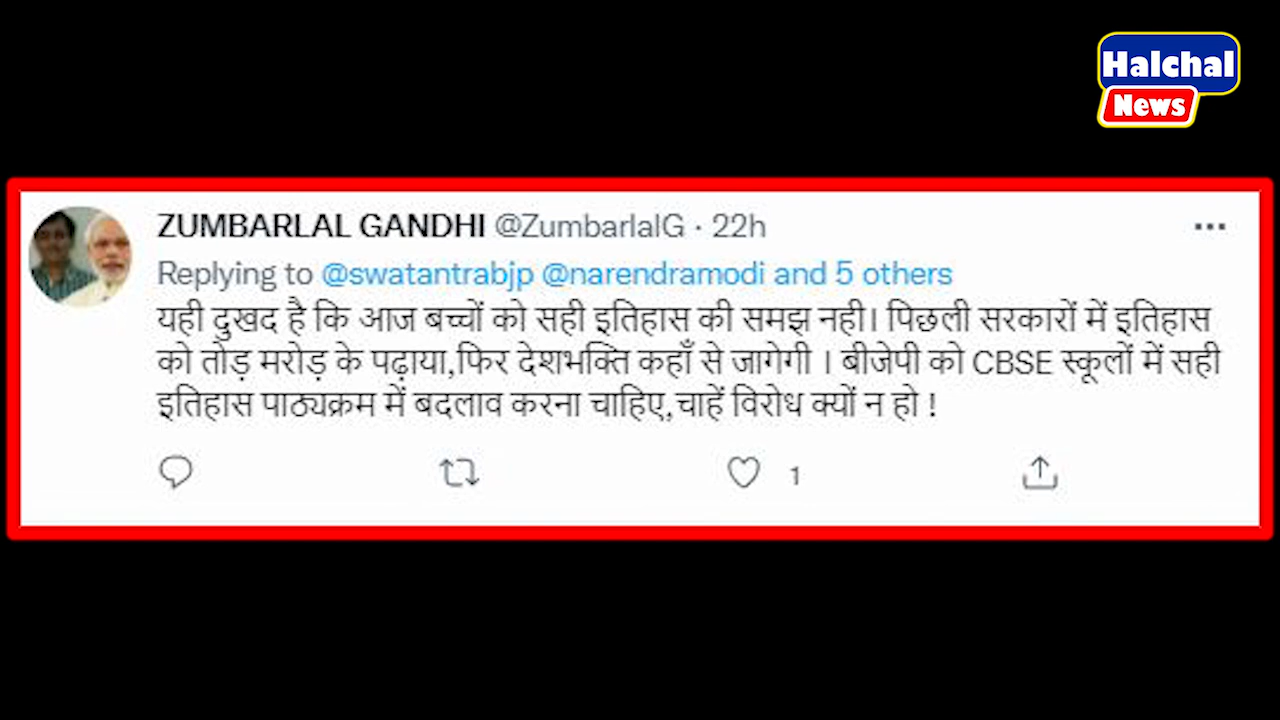 Halchal
News
ZUMBARLAL GANDHI @ZumbarlalG · 22h
Replying to @swatantrabjp @narendramodi and 5 others
यही दुखद है कि आज बच्चों को सही इतिहास की समझ नही। पिछली सरकारों में इतिहास
को तोड़ मरोड़ के पढ़ाया,फिर देशभक्ति कहाँ से जागेगी । बीजेपी को CBSE स्कूलों में सही
इतिहास पाठ्यक्रम में बदलाव करना चाहिए,चाहें विरोध क्यों न हो !
1